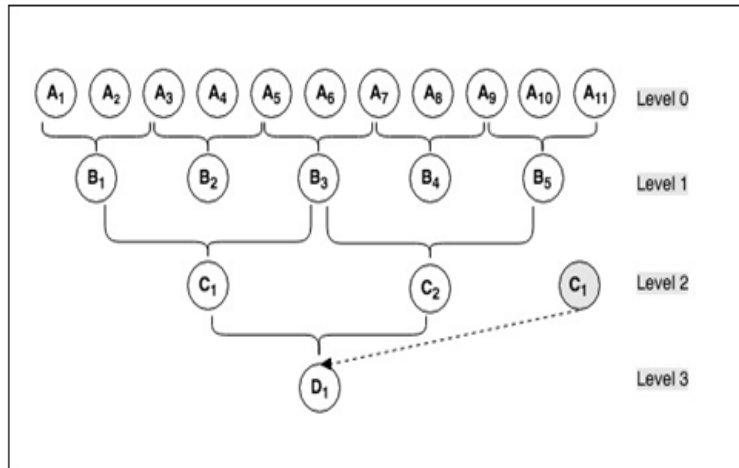 A1 A2 A3 A4 A5 A6 A7 A8 A9 A10 A11 Level 0
B1 B2 B3 B4 B5 Level 1
C1 C2 C1 Level 2
D1 Level 3